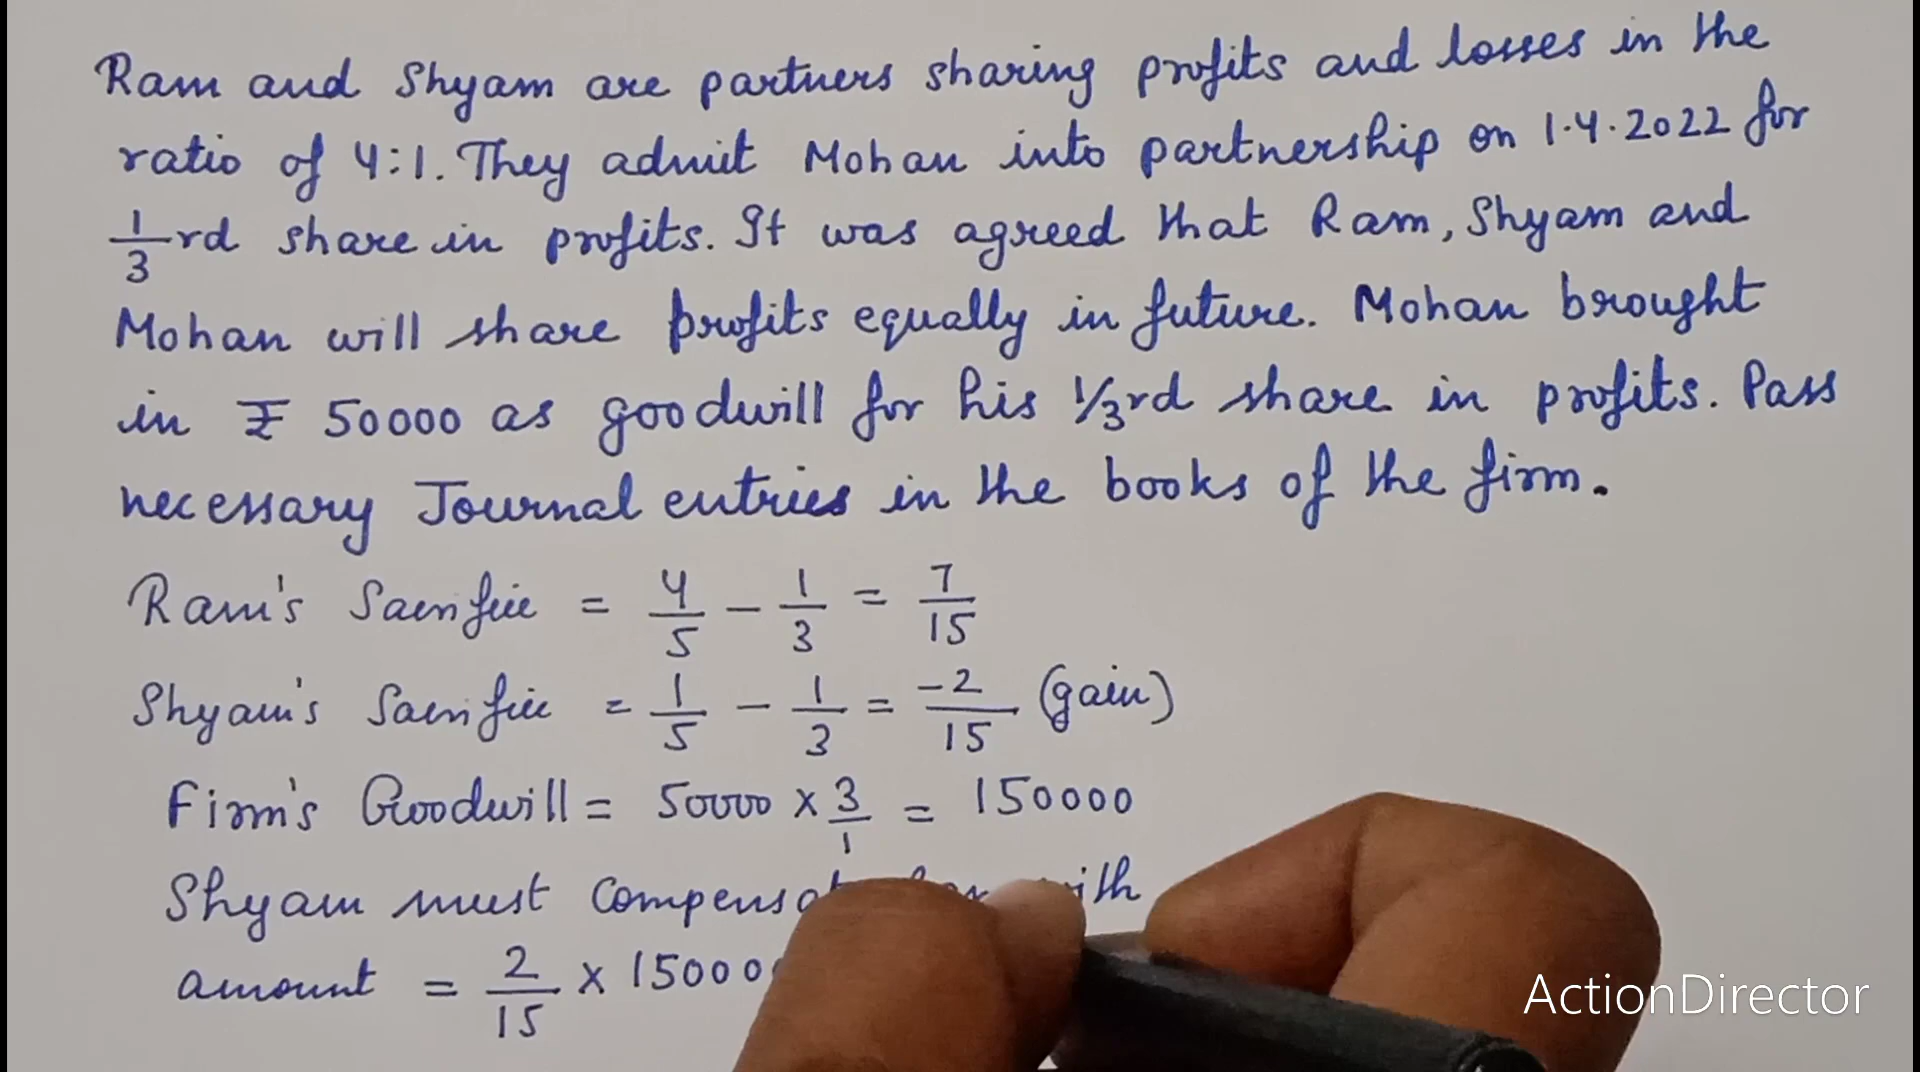 Ram and Shyam are partners sharing profits and losses in the
ratio of 4:1. They admit Mohan into partnership on 1.4.2022 for
1/3 rd share in profits. It was agreed that Ram, Shyam and
Mohan will share profits equally in future. Mohan brought
in ₹ 50000 as goodwill for his 1/3rd share in profits. Pass
necessary Journal entries in the books of the firm.
Ram's Sacrifice = 4/5 - 1/3 = 7/15
Shyam's Sacrifice = 1/5 - 1/3 = -2/15 (gain)
Firm's Goodwill = 50000 x 3/1 = 150000
Shyam must
amount = 2/15 x
ActionDirector